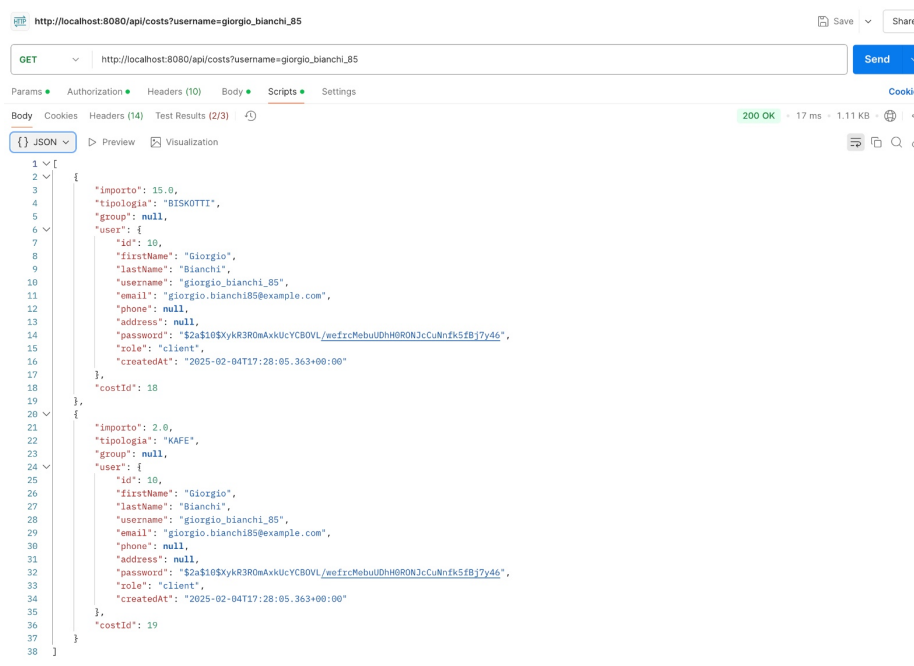 HTTP http://localhost:8080/api/costs?username=giorgio_bianchi_85 Save Share
GET http://localhost:8080/api/costs?username=giorgio_bianchi_85 Send
Params Authorization Headers (10) Body Scripts Settings Cookie
Body Cookies Headers (14) Test Results (2/3) 200 OK 17 ms 1.11 KB
{} JSON Preview Visualization
1 [
2 {
3 "importo": 15.0,
4 "tipologia": "BISKOTTI",
5 "group": null,
6 "user": {
7 "id": 10,
8 "firstName": "Giorgio",
9 "lastName": "Bianchi",
10 "username": "giorgio_bianchi_85",
11 "email": "giorgio.bianchi85@example.com",
12 "phone": null,
13 "address": null,
14 "password": "$2a$10$XykR3ROmAxkUcYCBOVL/wefrcMebuUDhH0RONJcCuNnfk5fBj7y46",
15 "role": "client",
16 "createdAt": "2025-02-04T17:28:05.363+00:00"
17 },
18 "costId": 18
19 },
20 {
21 "importo": 2.0,
22 "tipologia": "KAFE",
23 "group": null,
24 "user": {
25 "id": 10,
26 "firstName": "Giorgio",
27 "lastName": "Bianchi",
28 "username": "giorgio_bianchi_85",
29 "email": "giorgio.bianchi85@example.com",
30 "phone": null,
31 "address": null,
32 "password": "$2a$10$XykR3ROmAxkUcYCBOVL/wefrcMebuUDhH0RONJcCuNnfk5fBj7y46",
33 "role": "client",
34 "createdAt": "2025-02-04T17:28:05.363+00:00"
35 },
36 "costId": 19
37 }
38 ]